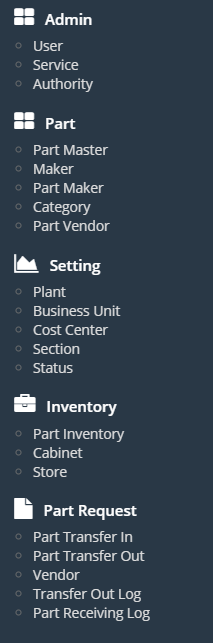 Admin
User
Service
Authority
Part
Part Master
Maker
Part Maker
Category
Part Vendor
Setting
Plant
Business Unit
Cost Center
Section
Status
Inventory
Part Inventory
Cabinet
Store
Part Request
Part Transfer In
Part Transfer Out
Vendor
Transfer Out Log
Part Receiving Log